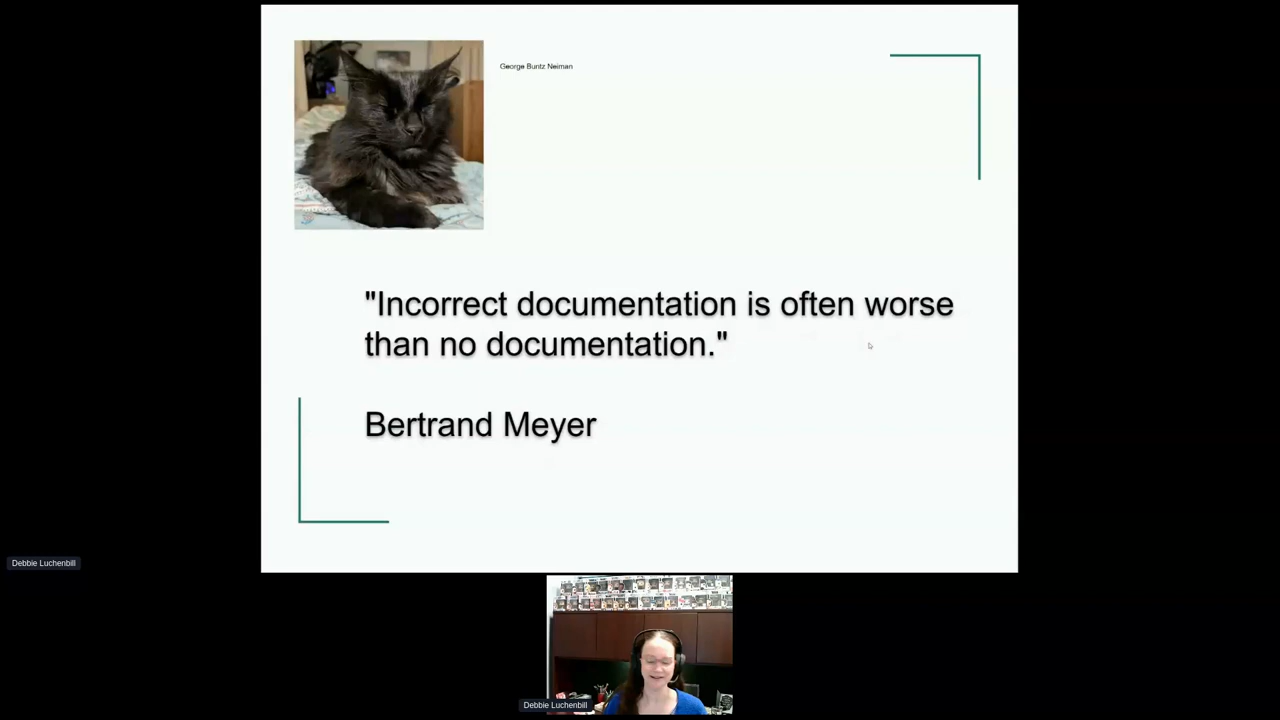 George Buntz Neiman
"Incorrect documentation is often worse
than no documentation."
Bertrand Meyer
Debbie Luchenbill
Debbie Luchenbill